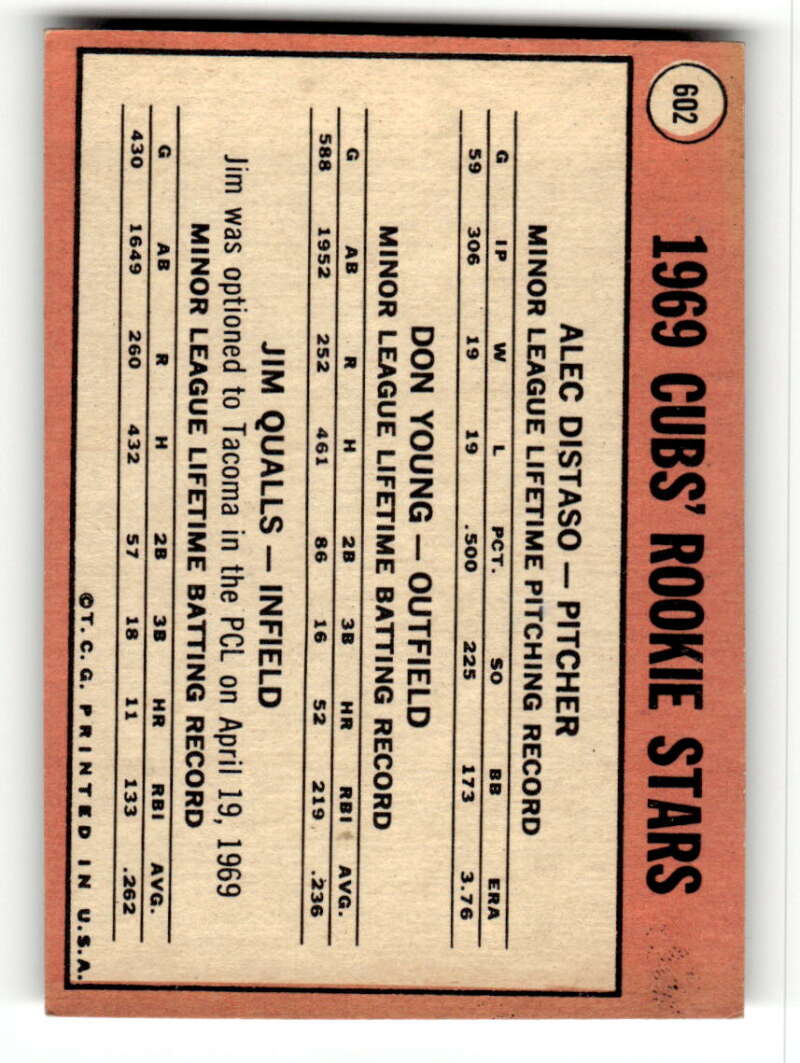 602
1969 CUBS' ROOKIE STARS
ALEC DISTASO — PITCHER
MINOR LEAGUE LIFETIME PITCHING RECORD
G IP W L PCT. SO BB ERA
59 306 19 19 .500 225 173 3.76
DON YOUNG — OUTFIELD
MINOR LEAGUE LIFETIME BATTING RECORD
G AB R H 2B 3B HR RBI AVG.
588 1952 252 461 86 16 52 219 .236
JIM QUALLS — INFIELD
Jim was optioned to Tacoma in the PCL on April 19, 1969
MINOR LEAGUE LIFETIME BATTING RECORD
G AB R H 2B 3B HR RBI AVG.
430 1649 260 432 57 18 11 133 .262
©T.C.G. PRINTED IN U.S.A.